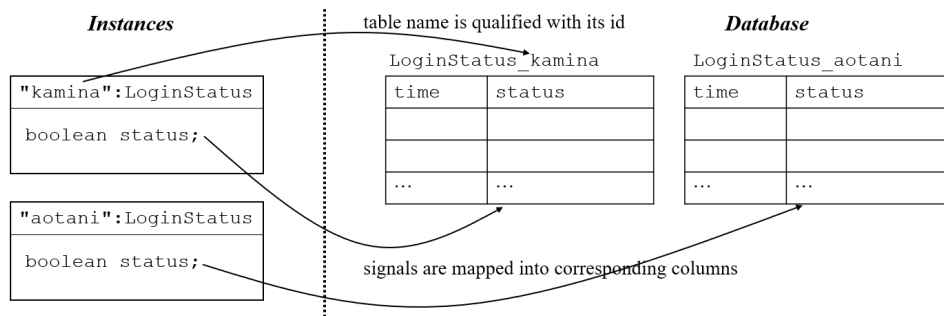 Instances
table name is qualified with its id
Database
"kamina":LoginStatus
boolean status;
"aotani":LoginStatus
boolean status;
LoginStatus_kamina
time status
... ...
LoginStatus_aotani
time status
... ...
signals are mapped into corresponding columns